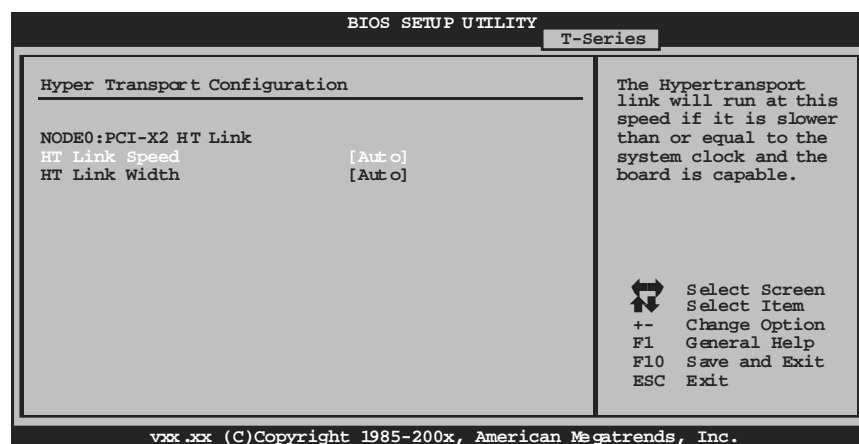 BIOS SETUP UTILITY
T-Series
Hyper Transport Configuration
NODE0:PCI-X2 HT Link
HT Link Speed [Auto]
HT Link Width [Auto]
The Hypertransport
link will run at this
speed if it is slower
than or equal to the
system clock and the
board is capable.
Select Screen
Select Item
+- Change Option
F1 General Help
F10 Save and Exit
ESC Exit
vxx.xx (C)Copyright 1985-200x, American Megatrends, Inc.